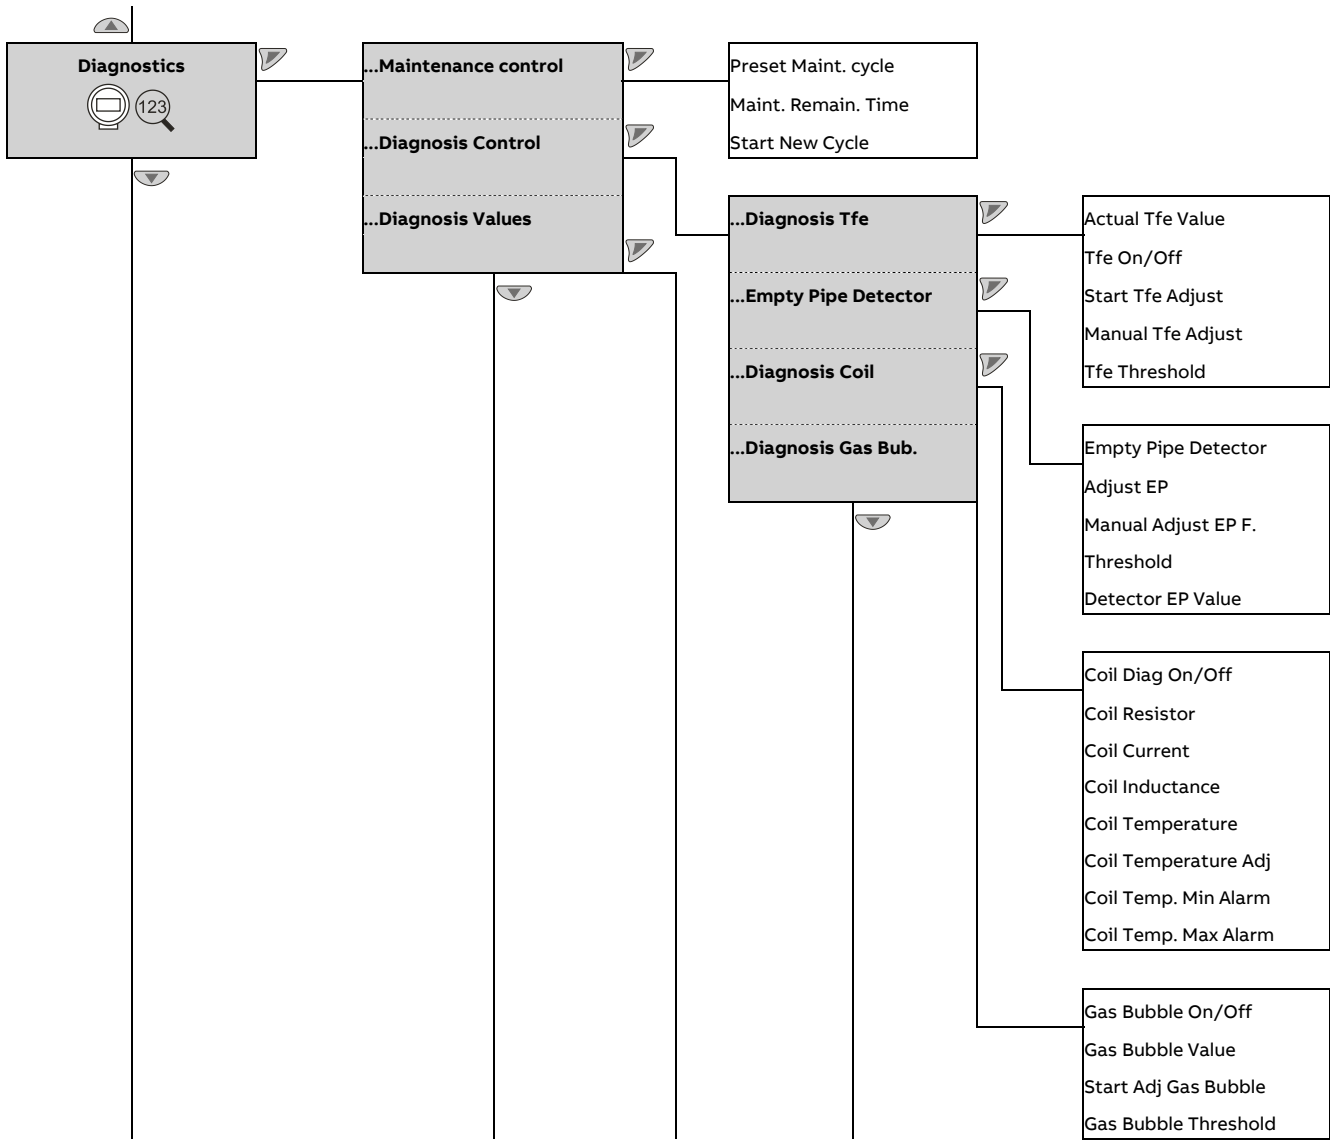 Diagnostics
123
...Maintenance control
...Diagnosis Control
...Diagnosis Values
Preset Maint. cycle
Maint. Remain. Time
Start New Cycle
...Diagnosis Tfe
...Empty Pipe Detector
...Diagnosis Coil
...Diagnosis Gas Bub.
Actual Tfe Value
Tfe On/Off
Start Tfe Adjust
Manual Tfe Adjust
Tfe Threshold
Empty Pipe Detector
Adjust EP
Manual Adjust EP F.
Threshold
Detector EP Value
Coil Diag On/Off
Coil Resistor
Coil Current
Coil Inductance
Coil Temperature
Coil Temperature Adj
Coil Temp. Min Alarm
Coil Temp. Max Alarm
Gas Bubble On/Off
Gas Bubble Value
Start Adj Gas Bubble
Gas Bubble Threshold